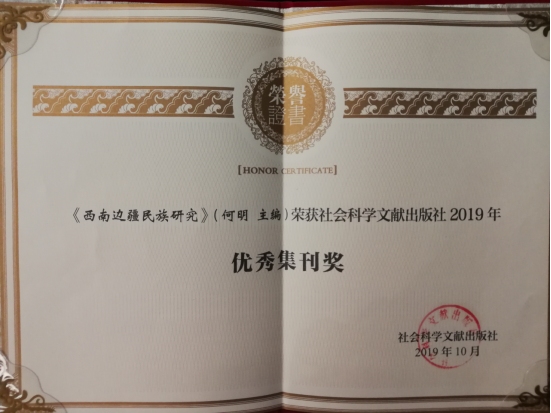 榮譽
證書
[HONOR CERTIFICATE]
《西南边疆民族研究》(何明 主编)荣获社会科学文献出版社2019年
优秀集刊奖
社会科学文献出版社
2019年10月